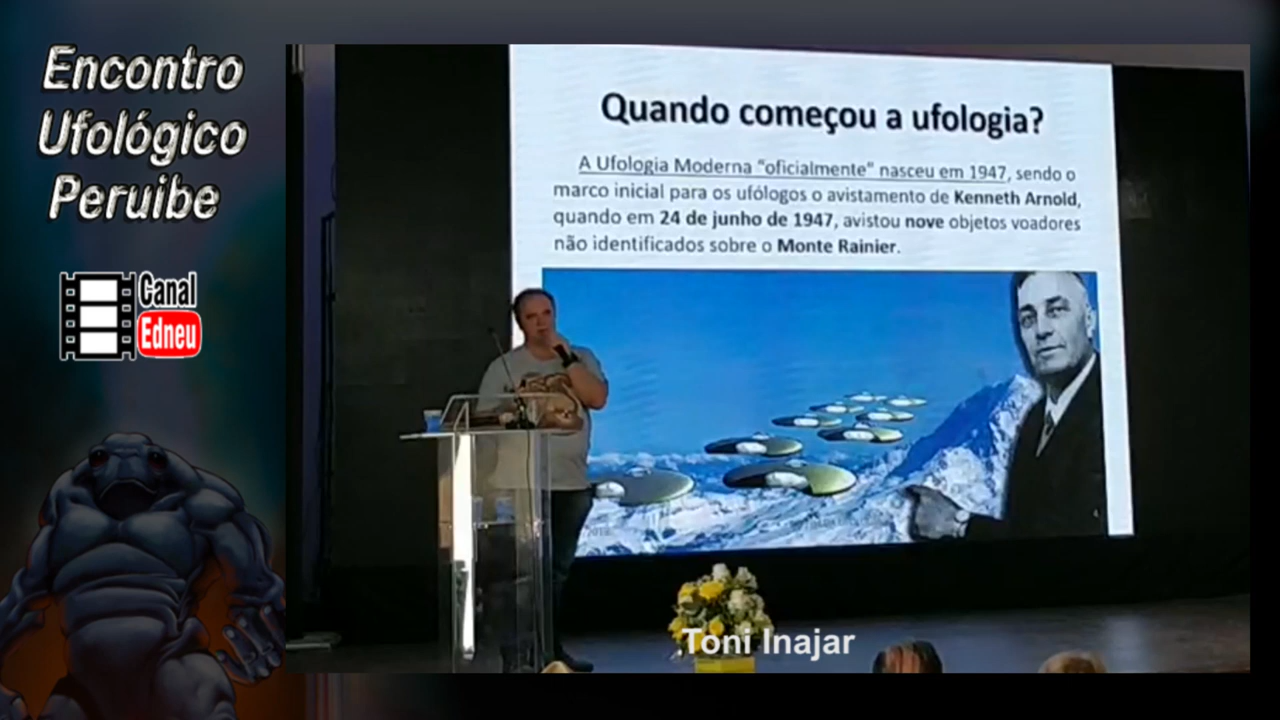 Encontro
Ufológico
Peruibe
Canal
Edneu
Quando começou a ufologia?
A Ufologia Moderna "oficialmente" nasceu em 1947, sendo o
marco inicial para os ufólogos o avistamento de Kenneth Arnold,
quando em 24 de junho de 1947, avistou nove objetos voadores
não identificados sobre o Monte Rainier.
Toni Inajar